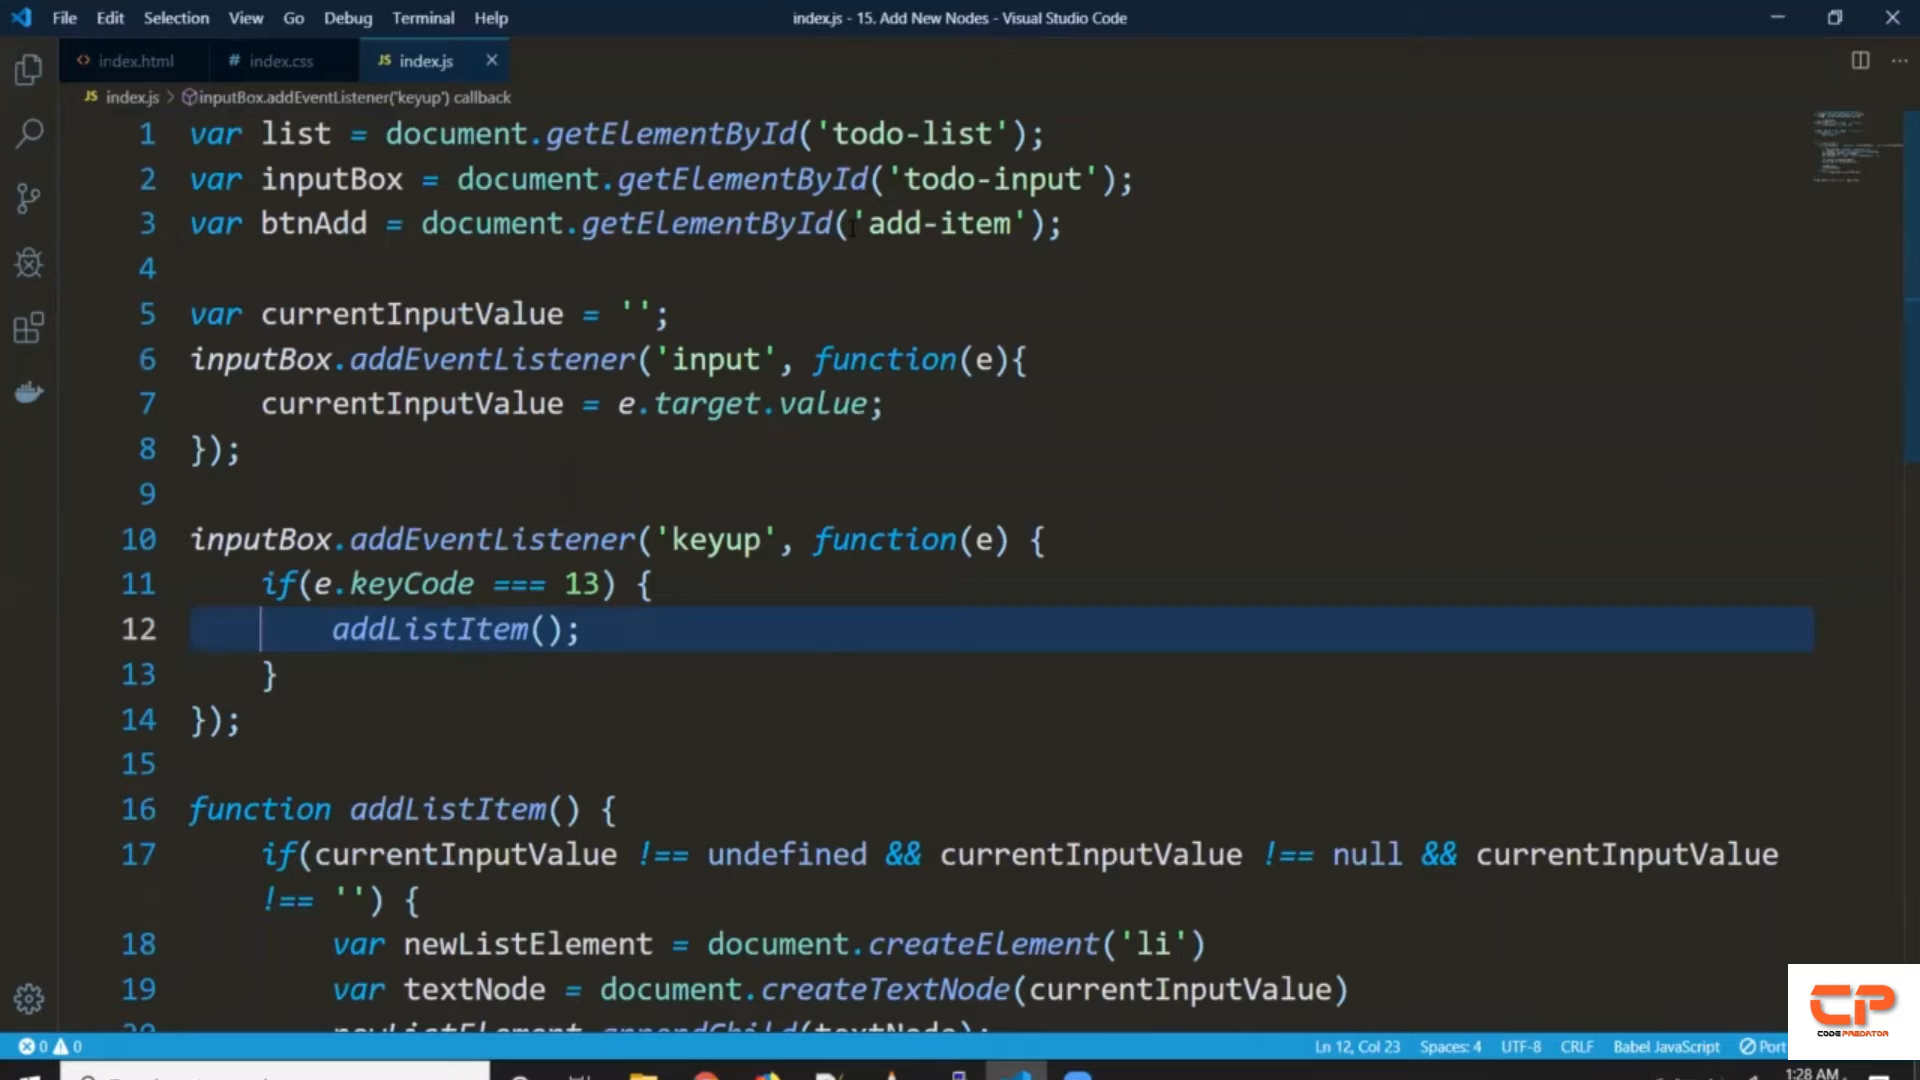 File Edit Selection View Go Debug Terminal Help
index.js - 15. Add New Nodes - Visual Studio Code
index.html # index.css JS index.js
JS index.js > inputBox.addEventListener('keyup') callback
1 var list = document.getElementById('todo-list');
2 var inputBox = document.getElementById('todo-input');
3 var btnAdd = document.getElementById('add-item');
4
5 var currentInputValue = '';
6 inputBox.addEventListener('input', function(e){
7 currentInputValue = e.target.value;
8 });
9
10 inputBox.addEventListener('keyup', function(e) {
11 if(e.keyCode === 13) {
12 addListItem();
13 }
14 });
15
16 function addListItem() {
17 if(currentInputValue !== undefined && currentInputValue !== null && currentInputValue
!== '') {
18 var newListElement = document.createElement('li')
19 var textNode = document.createTextNode(currentInputValue)
20 newListElement.appendChild(textNode);
0 0 Ln 12, Col 23 Spaces: 4 UTF-8 CRLF Babel JavaScript Port
CP
CODE PREDATOR
1:28 AM